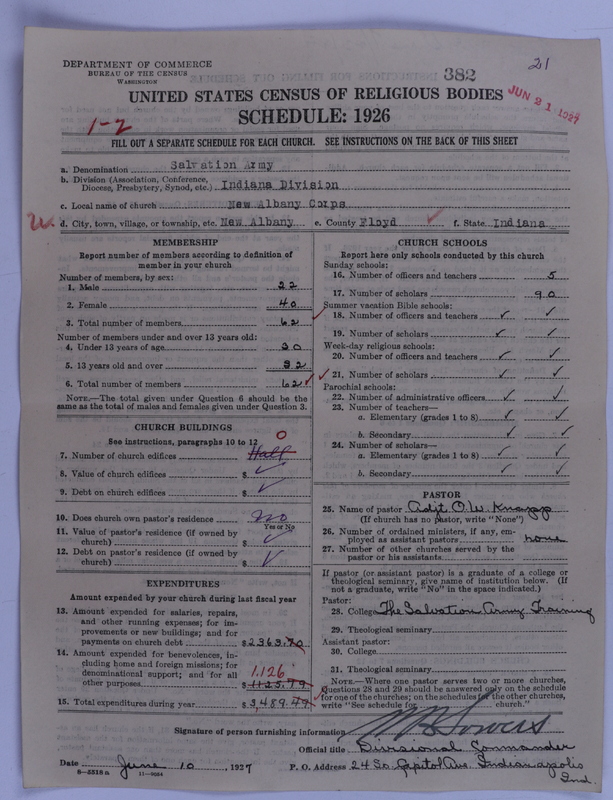 DEPARTMENT OF COMMERCE
BUREAU OF THE CENSUS
WASHINGTON
382
21
UNITED STATES CENSUS OF RELIGIOUS BODIES
JUN 21 1927
SCHEDULE: 1926
1-2
FILL OUT A SEPARATE SCHEDULE FOR EACH CHURCH. SEE INSTRUCTIONS ON THE BACK OF THIS SHEET
a. Denomination Salvation Army
b. Division (Association, Conference,
Diocese, Presbytery, Synod, etc.) Indiana Division
c. Local name of church New Albany Corps
d. City, town, village, or township, etc. New Albany e. County Floyd f. State Indiana
MEMBERSHIP
Report number of members according to definition of
member in your church
Number of members, by sex:
1. Male 22
2. Female 40
3. Total number of members 62
Number of members under and over 13 years old:
4. Under 13 years of age 30
5. 13 years old and over 32
6. Total number of members 62
NOTE.—The total given under Question 6 should be the
same as the total of males and females given under Question 3.
CHURCH BUILDINGS
See instructions, paragraphs 10 to 12
0
7. Number of church edifices Hall
8. Value of church edifices $ ✓
9. Debt on church edifices $ ✓
10. Does church own pastor's residence no
Yes or No
11. Value of pastor's residence (if owned by
church) $ ✓
12. Debt on pastor's residence (if owned by
church) $ ✓
EXPENDITURES
Amount expended by your church during last fiscal year
13. Amount expended for salaries, repairs,
and other running expenses; for im-
provements or new buildings; and for
payments on church debt $2363.70
14. Amount expended for benevolences, in-
cluding home and foreign missions; for
denominational support; and for all
1,126
other purposes $1125.79
15. Total expenditures during year $3,489.49
CHURCH SCHOOLS
Report here only schools conducted by this church
Sunday schools:
16. Number of officers and teachers 5
17. Number of scholars 90
Summer vacation Bible schools:
18. Number of officers and teachers ✓ ✓
19. Number of scholars ✓ ✓
Week-day religious schools:
20. Number of officers and teachers ✓ ✓
21. Number of scholars ✓ ✓
Parochial schools:
22. Number of administrative officers ✓ ✓
23. Number of teachers—
a. Elementary (grades 1 to 8) ✓ ✓
b. Secondary ✓ ✓
24. Number of scholars—
a. Elementary (grades 1 to 8) ✓ ✓
b. Secondary ✓ ✓
PASTOR
25. Name of pastor Adjt O.W. Knapp
(If church has no pastor, write "None")
26. Number of ordained ministers, if any, em-
ployed as assistant pastors none
27. Number of other churches served by the
pastor or his assistants
If pastor (or assistant pastor) is a graduate of a college or
theological seminary, give name of institution below. (If
not a graduate, write "No" in the space indicated.)
Pastor:
28. College The Salvation Army Training
29. Theological seminary
Assistant pastor:
30. College
31. Theological seminary
NOTE.—Where one pastor serves two or more churches,
Questions 28 and 29 should be answered only on the schedule
for one of the churches; on the schedules for the other churches,
write "See schedule for church."
Signature of person furnishing information
Official title Divisional Commander
Date June 10, 1927 P. O. Address 24 So. Capitol Ave. Indianapolis
Ind.
8-5518a 11-9064